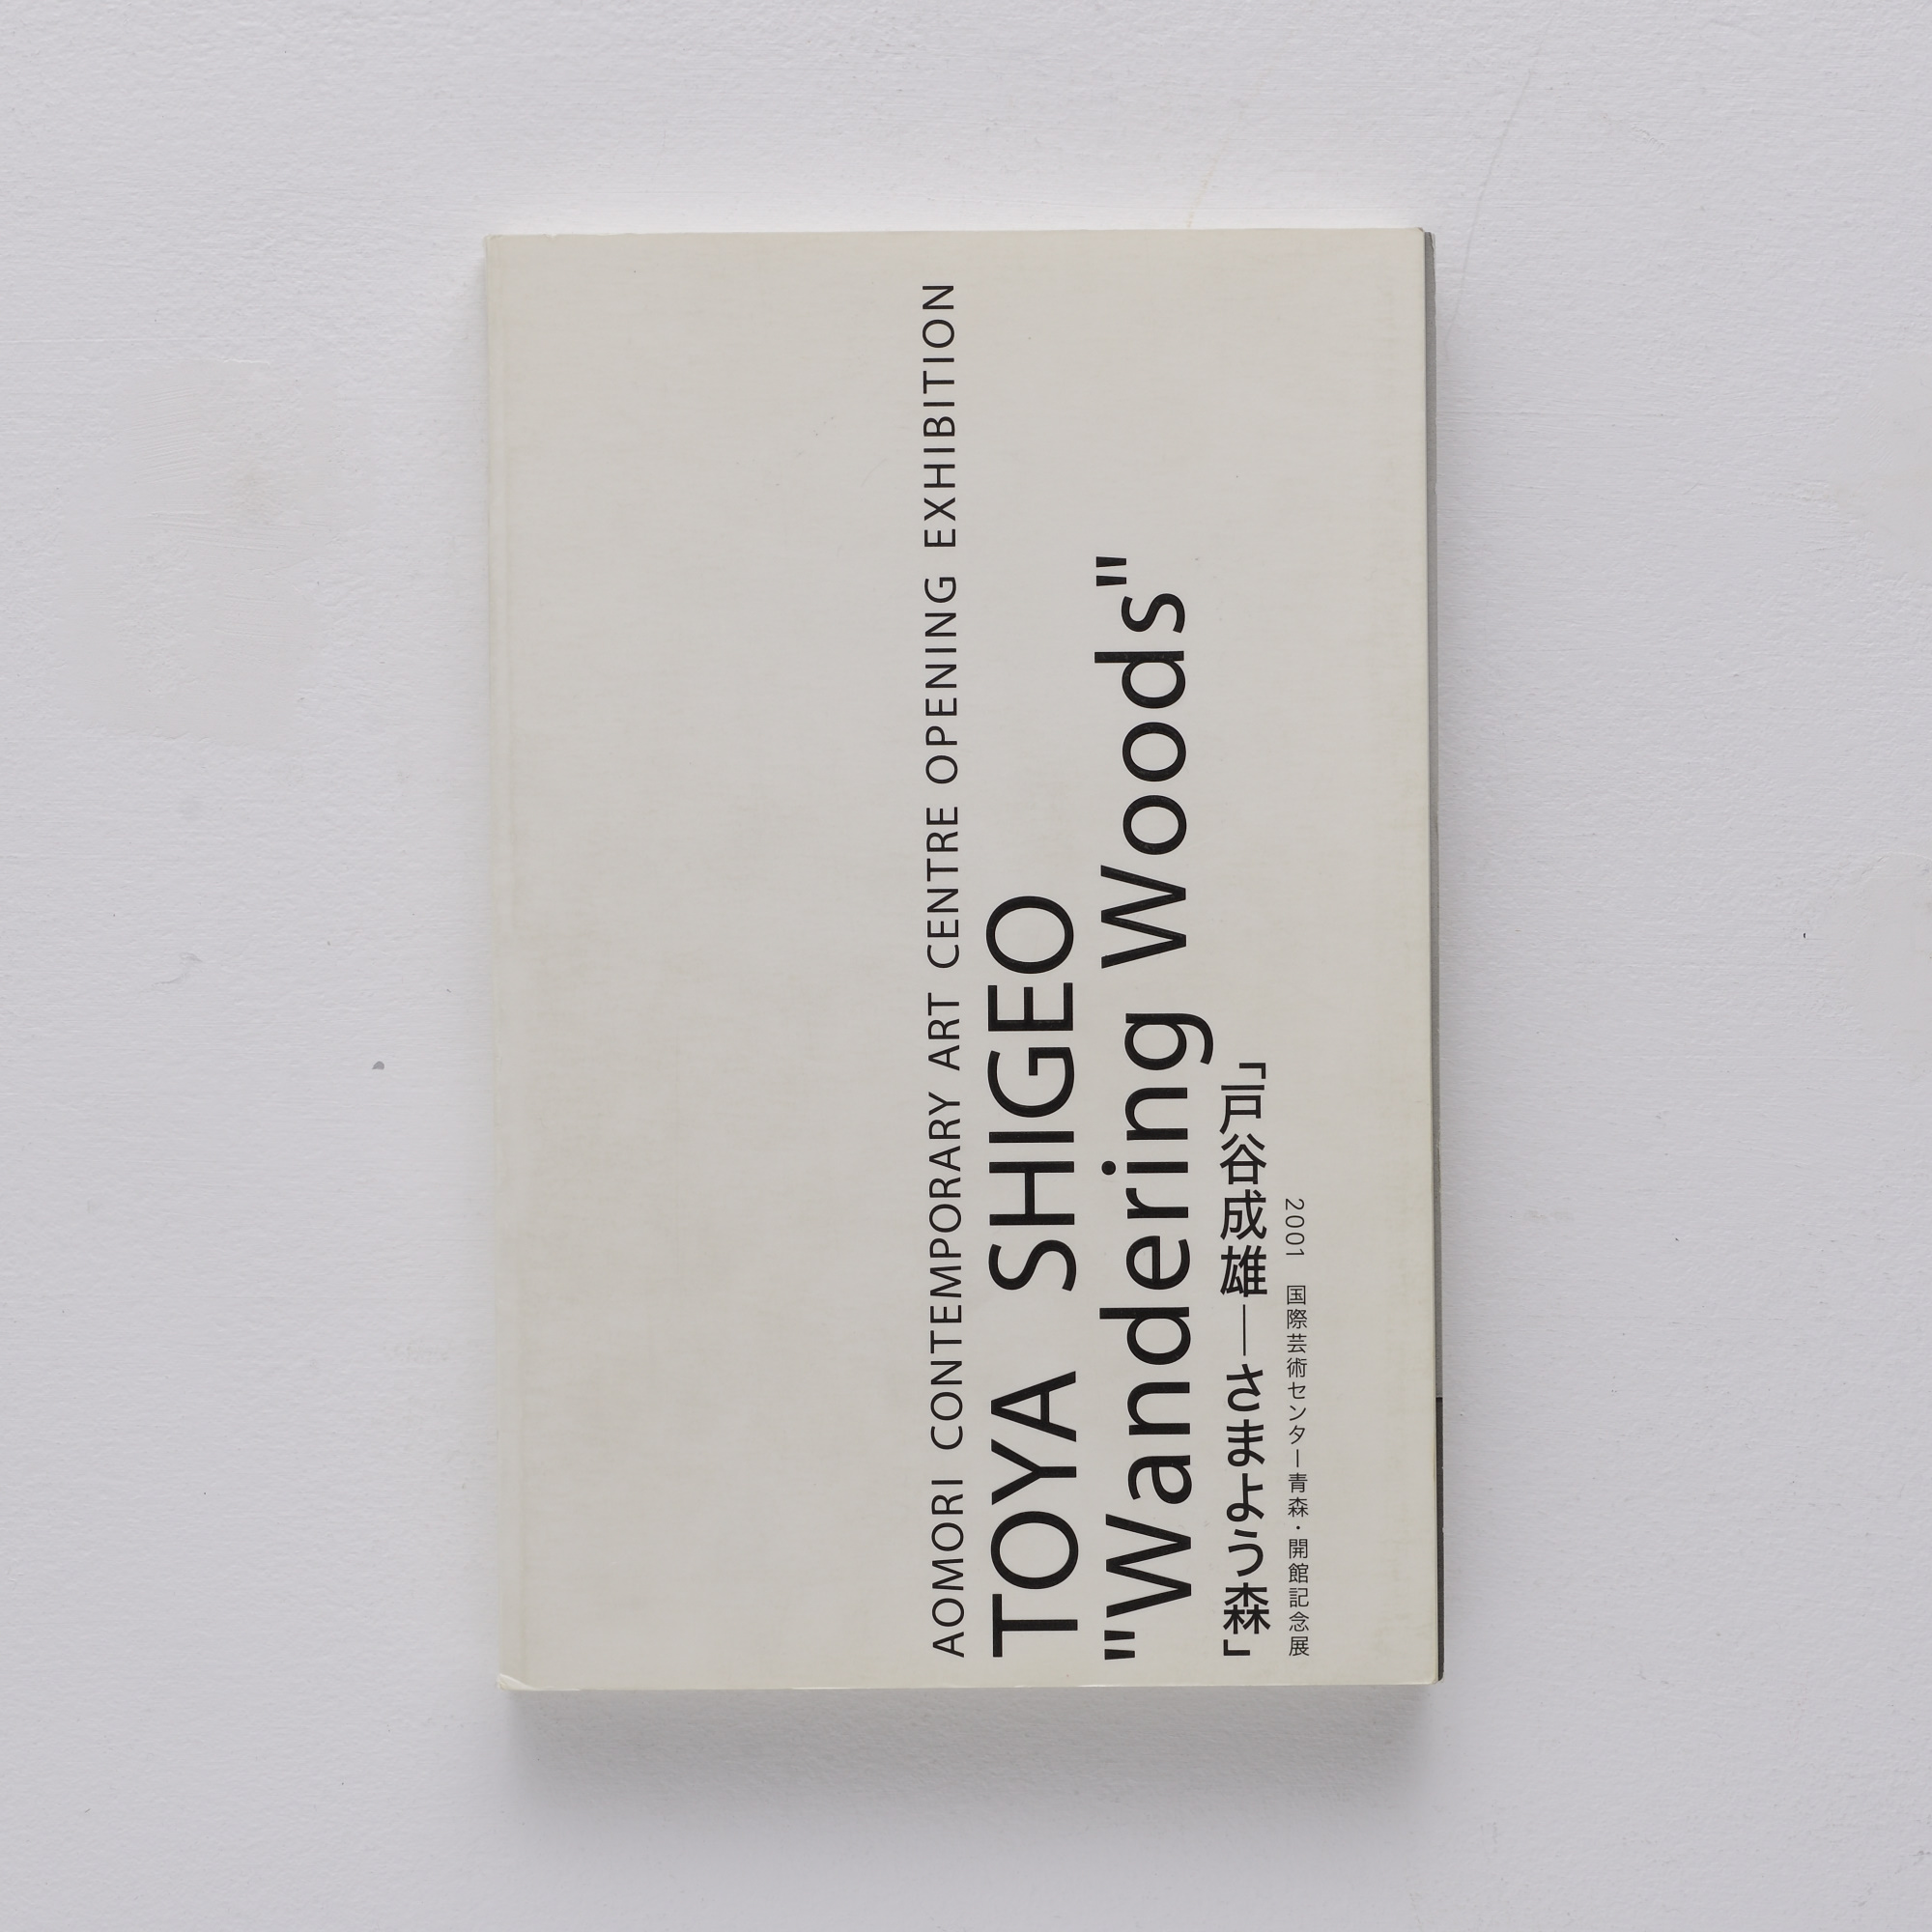 AOMORI CONTEMPORARY ART CENTRE OPENING EXHIBITION
TOYA SHIGEO
"Wandering Woods"
「戸谷成雄――さまよう森」
2001 国際芸術センター青森・開館記念展